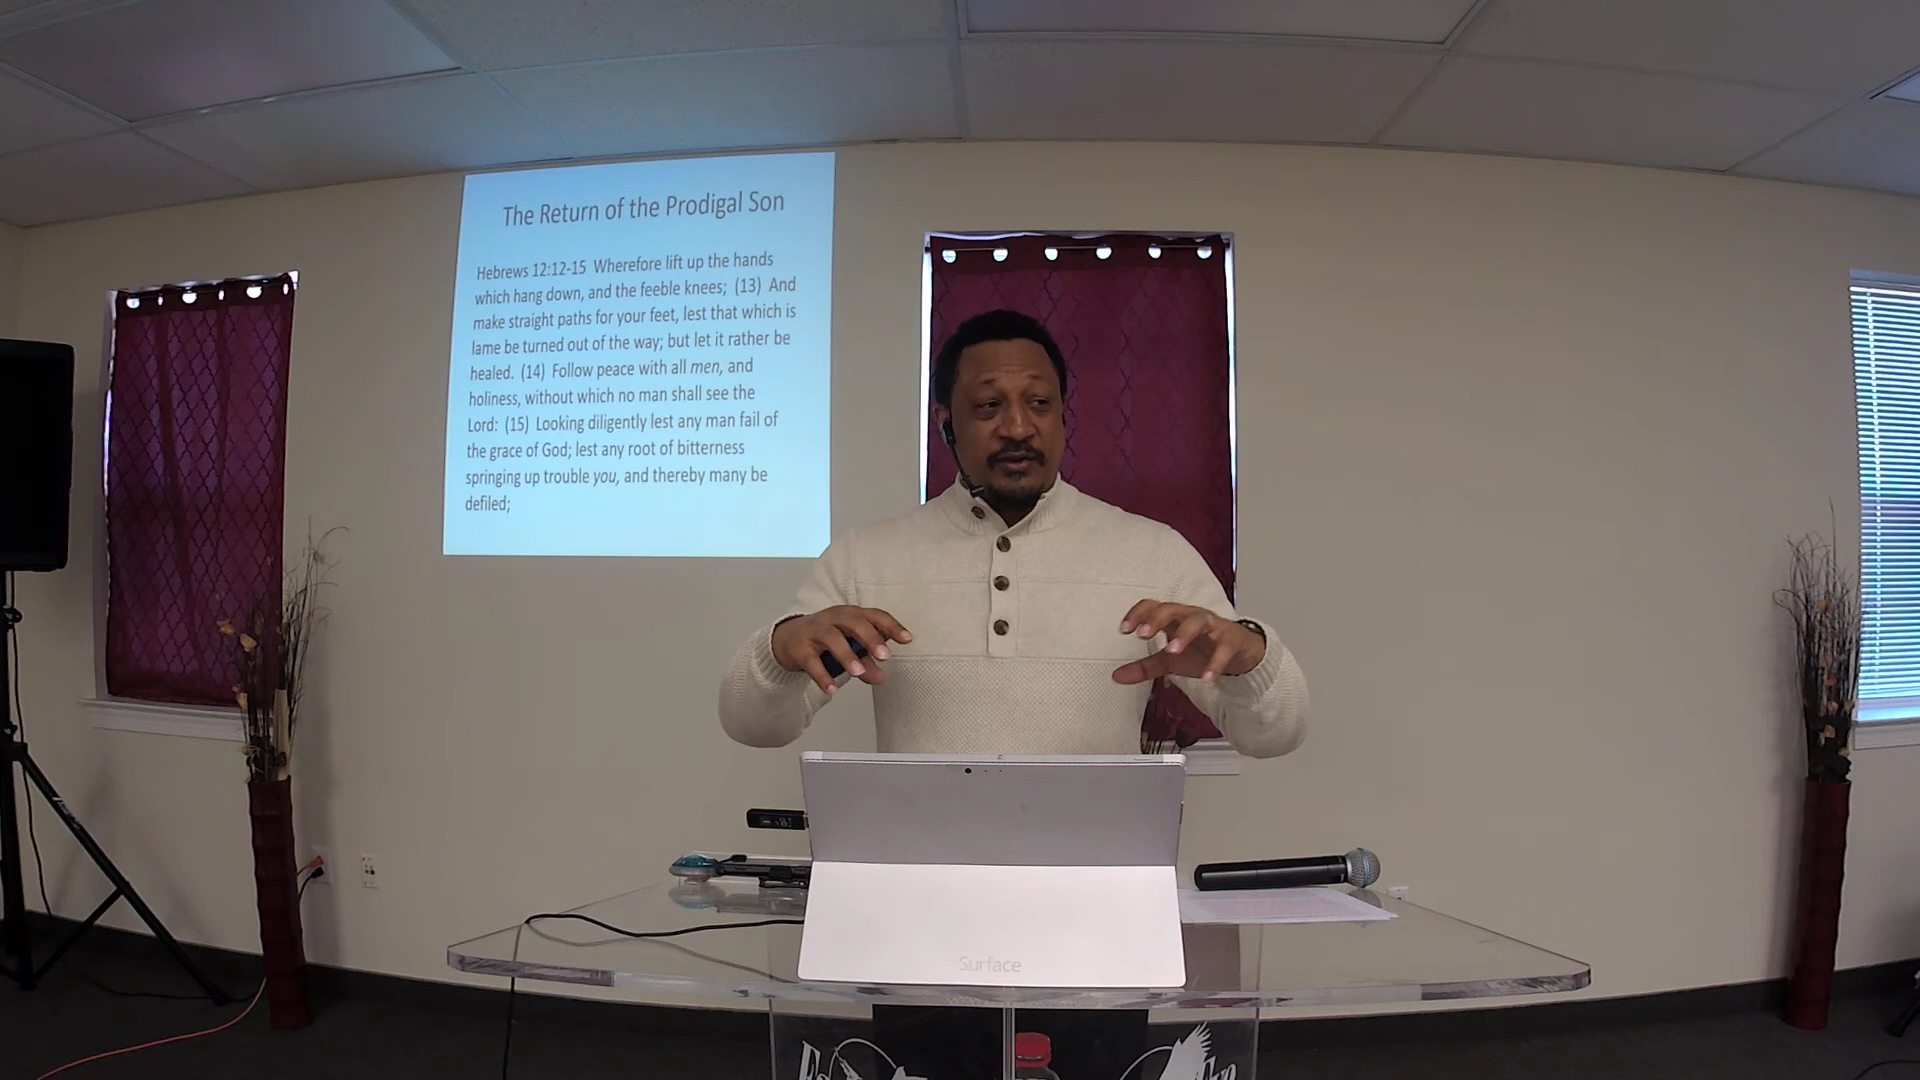 The Return of the Prodigal Son
Hebrews 12:12-15 Wherefore lift up the hands
which hang down, and the feeble knees; (13) And
make straight paths for your feet, lest that which is
lame be turned out of the way; but let it rather be
healed. (14) Follow peace with all men, and
holiness, without which no man shall see the
Lord: (15) Looking diligently lest any man fail of
the grace of God; lest any root of bitterness
springing up trouble you, and thereby many be
defiled;
Surface